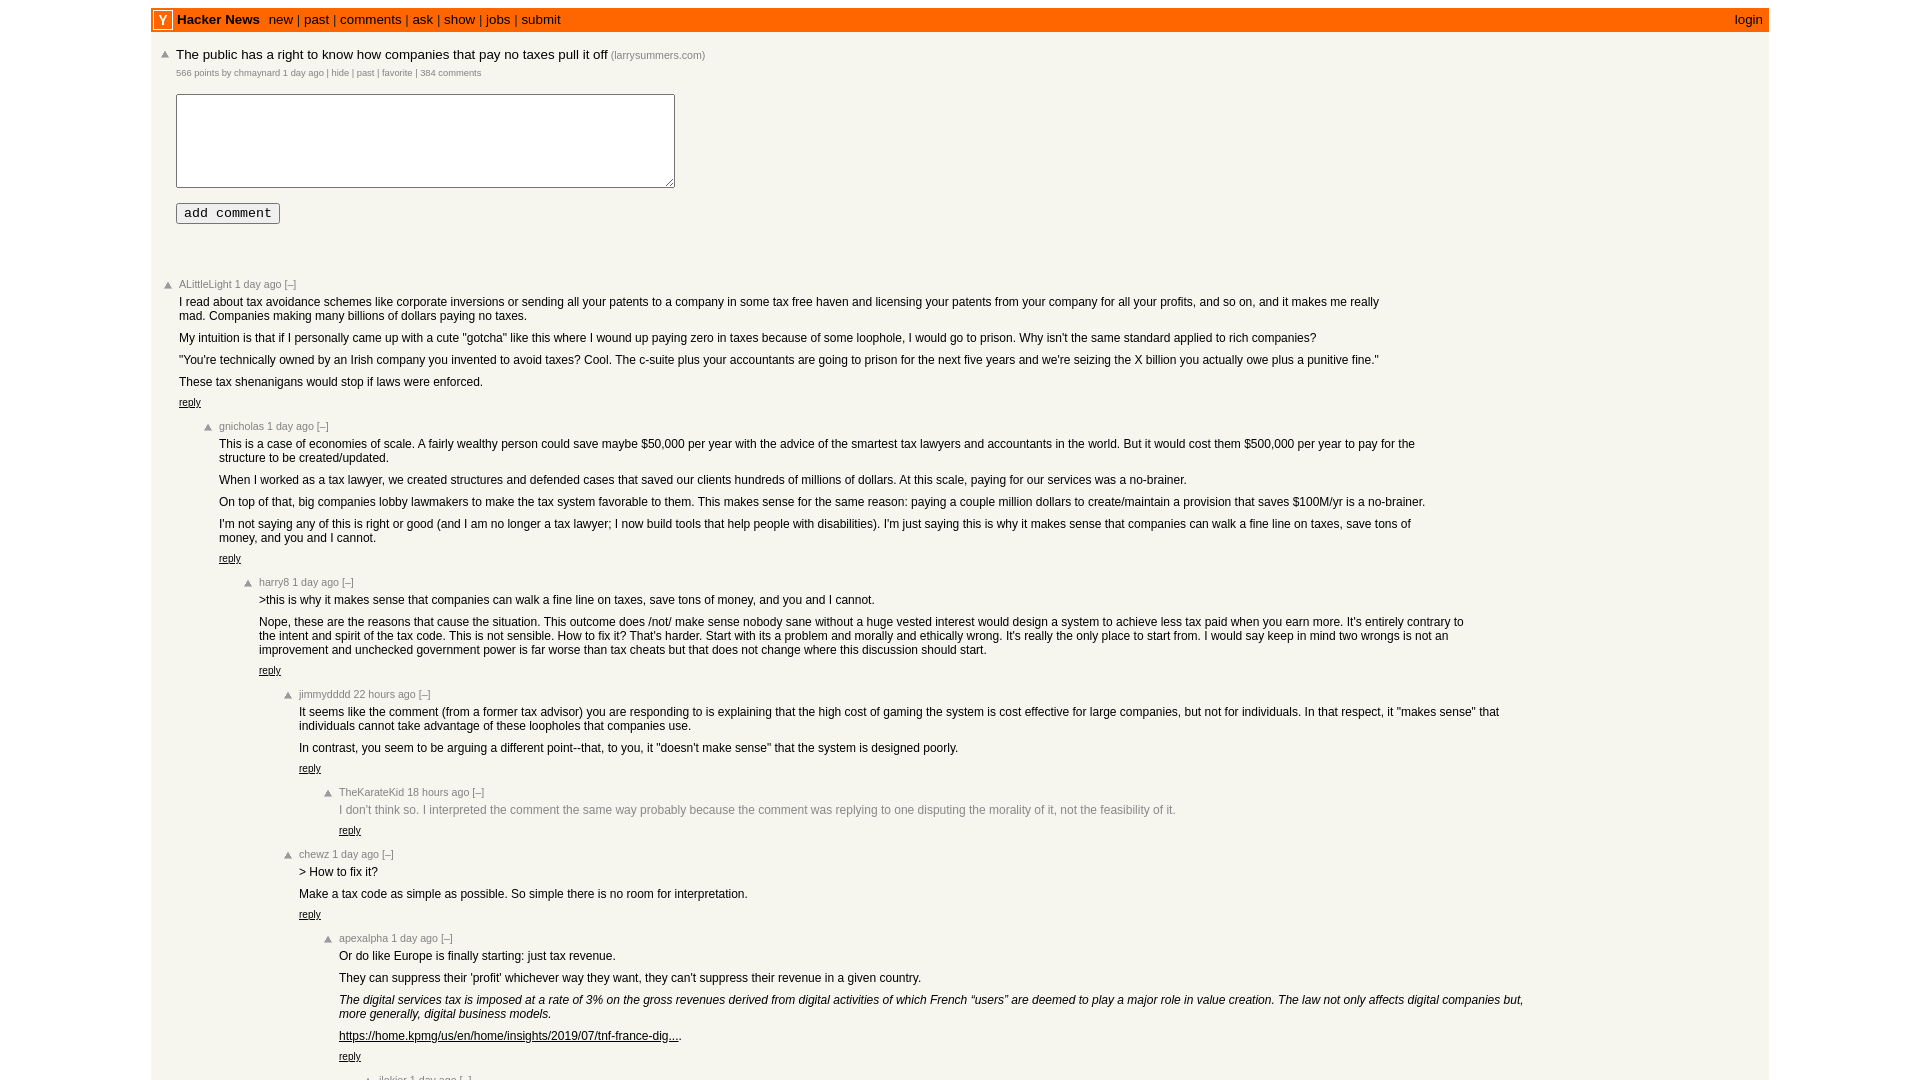 Y Hacker News new | past | comments | ask | show | jobs | submit login
The public has a right to know how companies that pay no taxes pull it off (larrysummers.com)
566 points by chmaynard 1 day ago | hide | past | favorite | 384 comments
add comment
ALittleLight 1 day ago [–]
I read about tax avoidance schemes like corporate inversions or sending all your patents to a company in some tax free haven and licensing your patents from your company for all your profits, and so on, and it makes me really
mad. Companies making many billions of dollars paying no taxes.
My intuition is that if I personally came up with a cute "gotcha" like this where I wound up paying zero in taxes because of some loophole, I would go to prison. Why isn't the same standard applied to rich companies?
"You're technically owned by an Irish company you invented to avoid taxes? Cool. The c-suite plus your accountants are going to prison for the next five years and we're seizing the X billion you actually owe plus a punitive fine."
These tax shenanigans would stop if laws were enforced.
reply
gnicholas 1 day ago [–]
This is a case of economies of scale. A fairly wealthy person could save maybe $50,000 per year with the advice of the smartest tax lawyers and accountants in the world. But it would cost them $500,000 per year to pay for the
structure to be created/updated.
When I worked as a tax lawyer, we created structures and defended cases that saved our clients hundreds of millions of dollars. At this scale, paying for our services was a no-brainer.
On top of that, big companies lobby lawmakers to make the tax system favorable to them. This makes sense for the same reason: paying a couple million dollars to create/maintain a provision that saves $100M/yr is a no-brainer.
I'm not saying any of this is right or good (and I am no longer a tax lawyer; I now build tools that help people with disabilities). I'm just saying this is why it makes sense that companies can walk a fine line on taxes, save tons of
money, and you and I cannot.
reply
harry8 1 day ago [–]
>this is why it makes sense that companies can walk a fine line on taxes, save tons of money, and you and I cannot.
Nope, these are the reasons that cause the situation. This outcome does /not/ make sense nobody sane without a huge vested interest would design a system to achieve less tax paid when you earn more. It's entirely contrary to
the intent and spirit of the tax code. This is not sensible. How to fix it? That's harder. Start with its a problem and morally and ethically wrong. It's really the only place to start from. I would say keep in mind two wrongs is not an
improvement and unchecked government power is far worse than tax cheats but that does not change where this discussion should start.
reply
jimmydddd 22 hours ago [–]
It seems like the comment (from a former tax advisor) you are responding to is explaining that the high cost of gaming the system is cost effective for large companies, but not for individuals. In that respect, it "makes sense" that
individuals cannot take advantage of these loopholes that companies use.
In contrast, you seem to be arguing a different point--that, to you, it "doesn't make sense" that the system is designed poorly.
reply
TheKarateKid 18 hours ago [–]
I don't think so. I interpreted the comment the same way probably because the comment was replying to one disputing the morality of it, not the feasibility of it.
reply
chewz 1 day ago [–]
> How to fix it?
Make a tax code as simple as possible. So simple there is no room for interpretation.
reply
apexalpha 1 day ago [–]
Or do like Europe is finally starting: just tax revenue.
They can suppress their 'profit' whichever way they want, they can't suppress their revenue in a given country.
The digital services tax is imposed at a rate of 3% on the gross revenues derived from digital activities of which French “users” are deemed to play a major role in value creation. The law not only affects digital companies but,
more generally, digital business models.
https://home.kpmg/us/en/home/insights/2019/07/tnf-france-dig....
reply
1 day ago [–]